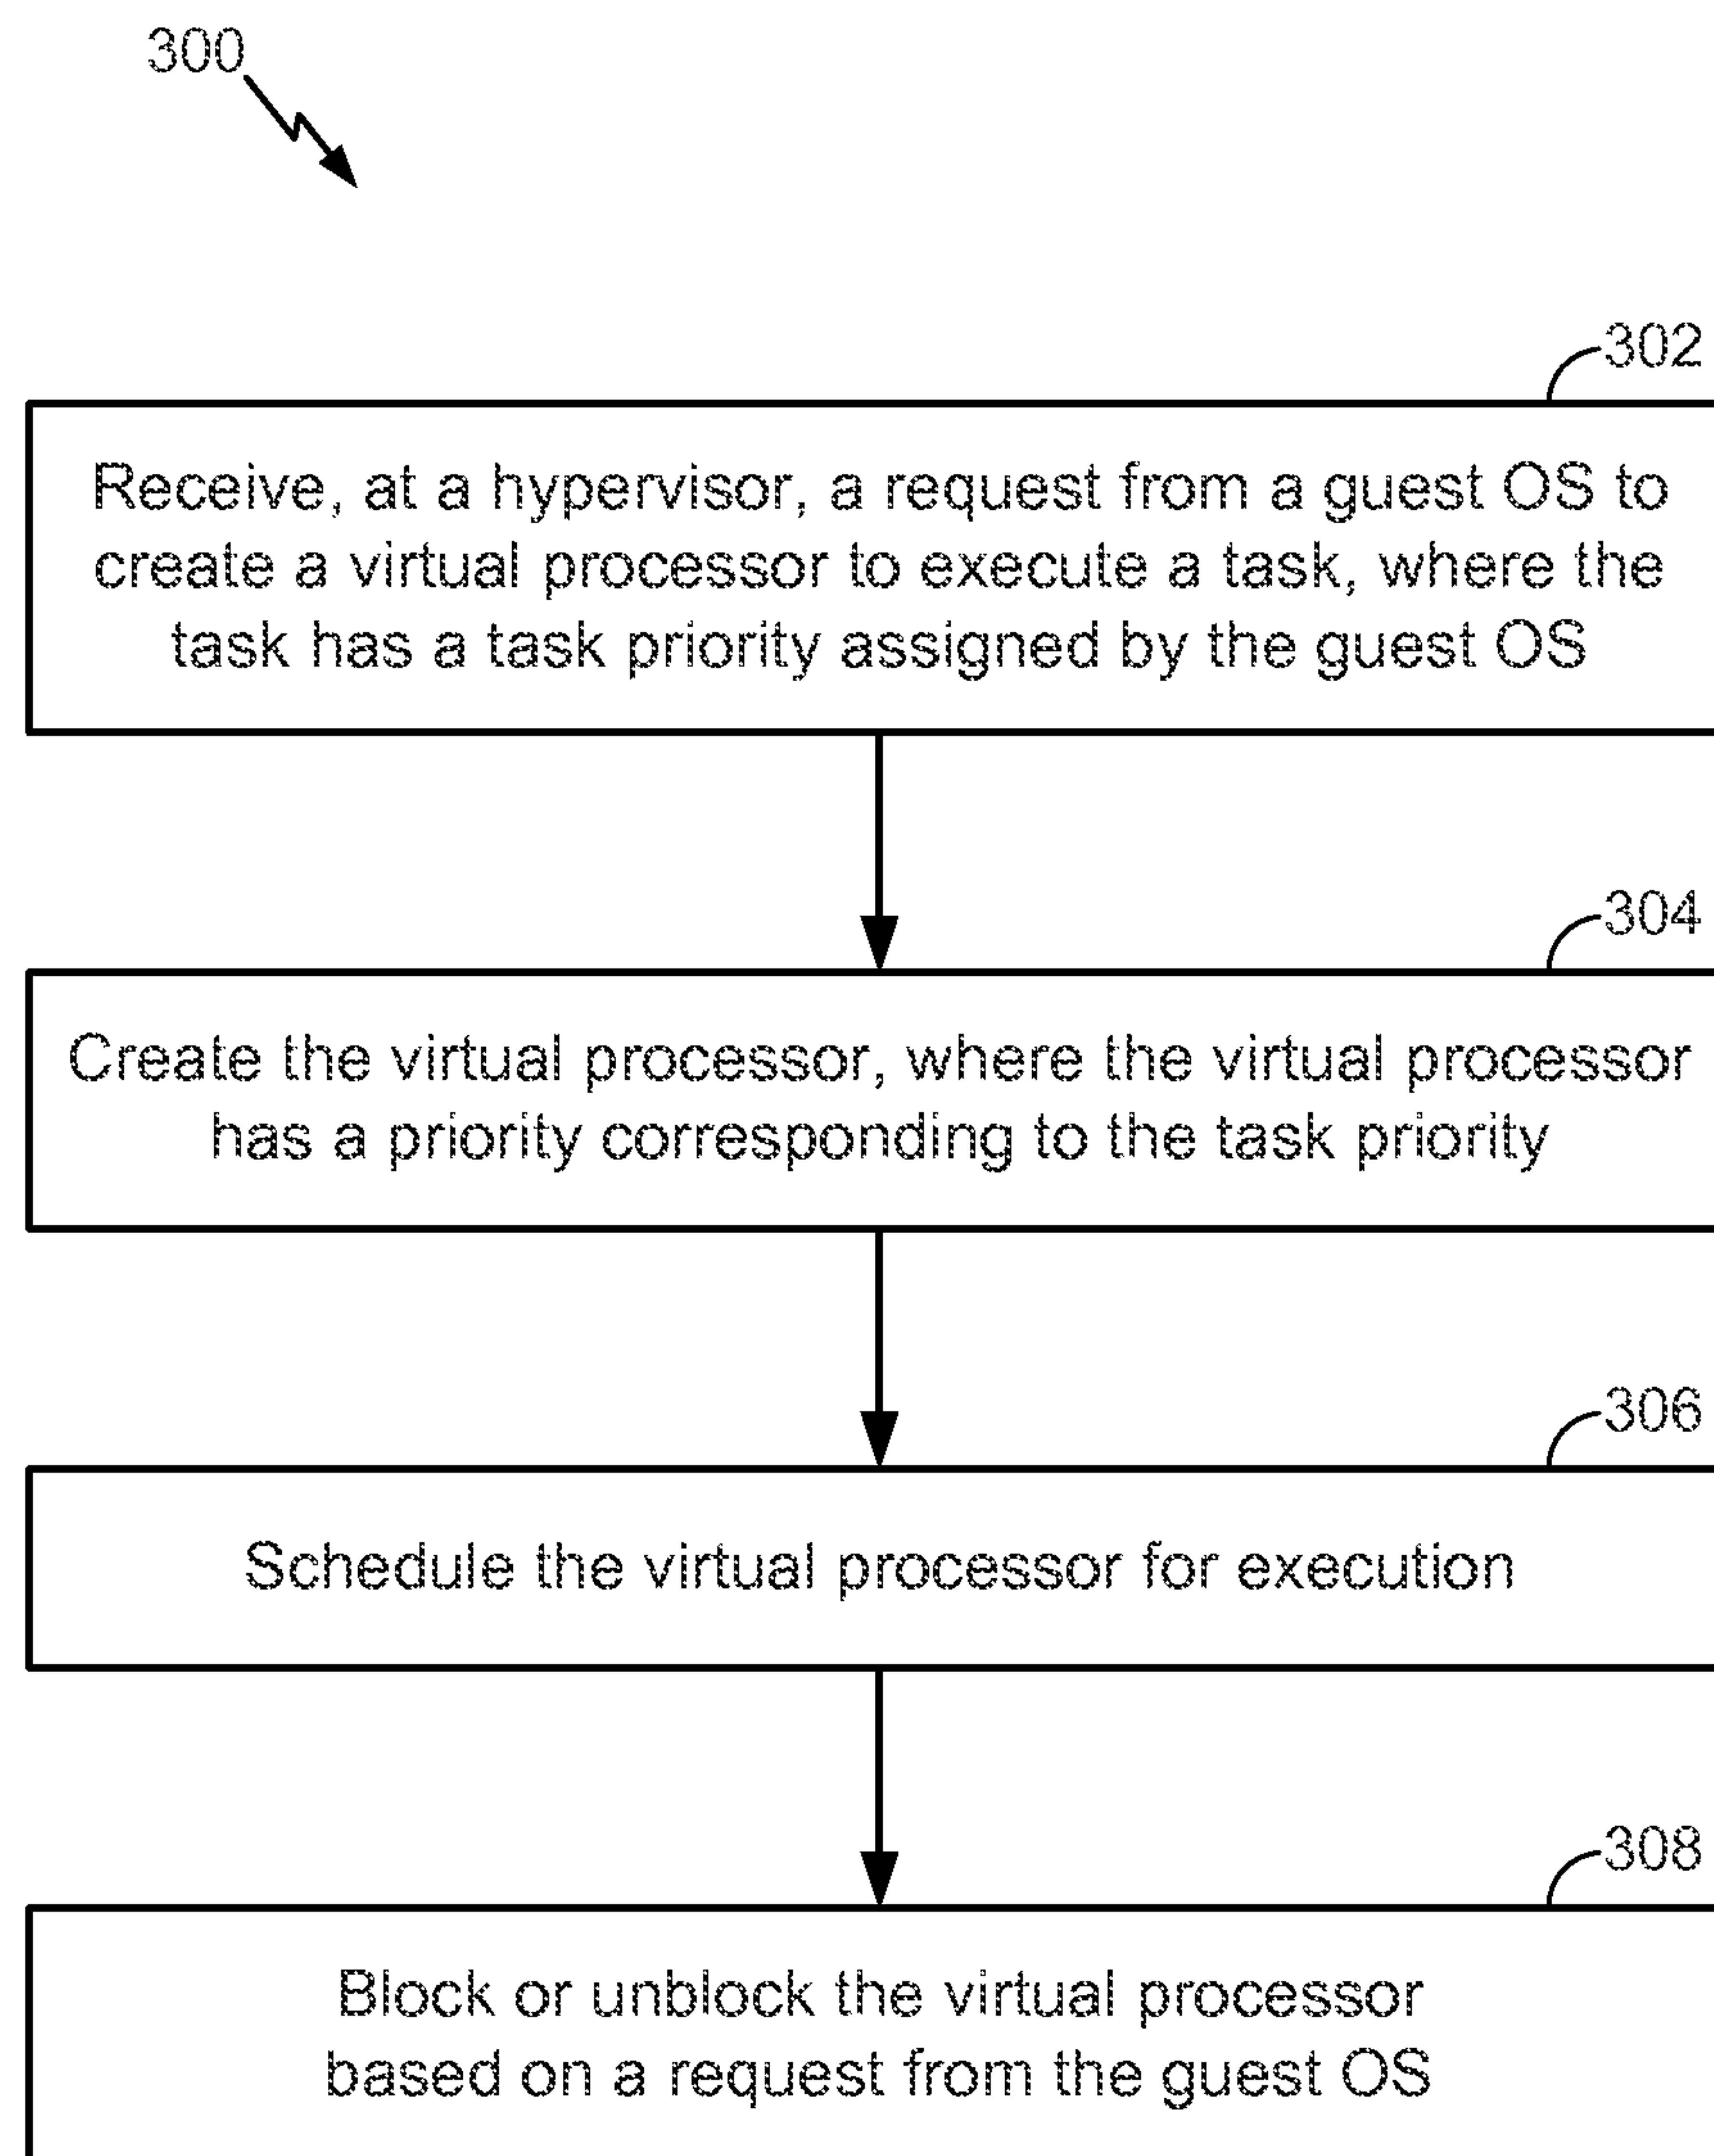 300
302
Receive, at a hypervisor, a request from a guest OS to
create a virtual processor to execute a task, where the
task has a task priority assigned by the guest OS
304
Create the virtual processor, where the virtual processor
has a priority corresponding to the task priority
306
Schedule the virtual processor for execution
308
Block or unblock the virtual processor
based on a request from the guest OS